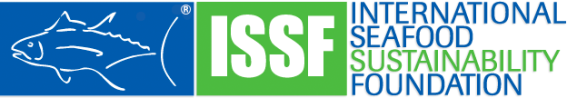 ®
ISSF
INTERNATIONAL
SEAFOOD
SUSTAINABILITY
FOUNDATION